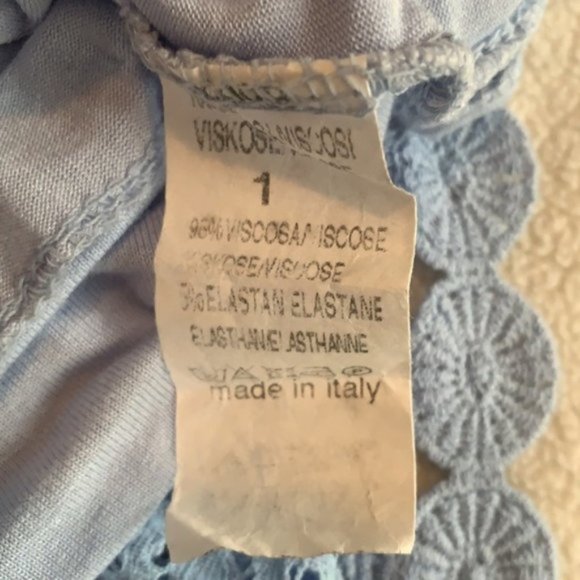 VISKOSE/VISCOSI
1
95% VISCOSA/VISCOSE
VISKOSE/VISCOSE
5% ELASTAN ELASTANE
ELASTHANE/ELASTHANNE
made in italy